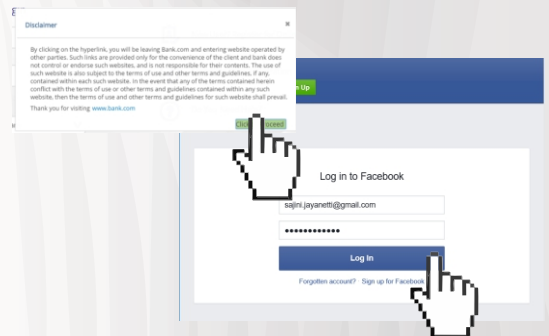 Disclaimer
×
By clicking on the hyperlink, you will be leaving Bank.com and entering website operated by
other parties. Such links are provided only for the convenience of the client and bank does
not control or endorse such websites, and is not responsible for their contents. The use of
such website is also subject to the terms of use and other terms and guidelines, if any,
contained within each such website. In the event that any of the terms contained herein
conflict with the terms of use or other terms and guidelines contained within any such
website, then the terms of use and other terms and guidelines for such website shall prevail.
Thank you for visiting www.bank.com
Up
Log in to Facebook
sajini.jayanetti@gmail.com
••••••••••••
Log In
Forgotten account? · Sign up for Facebook